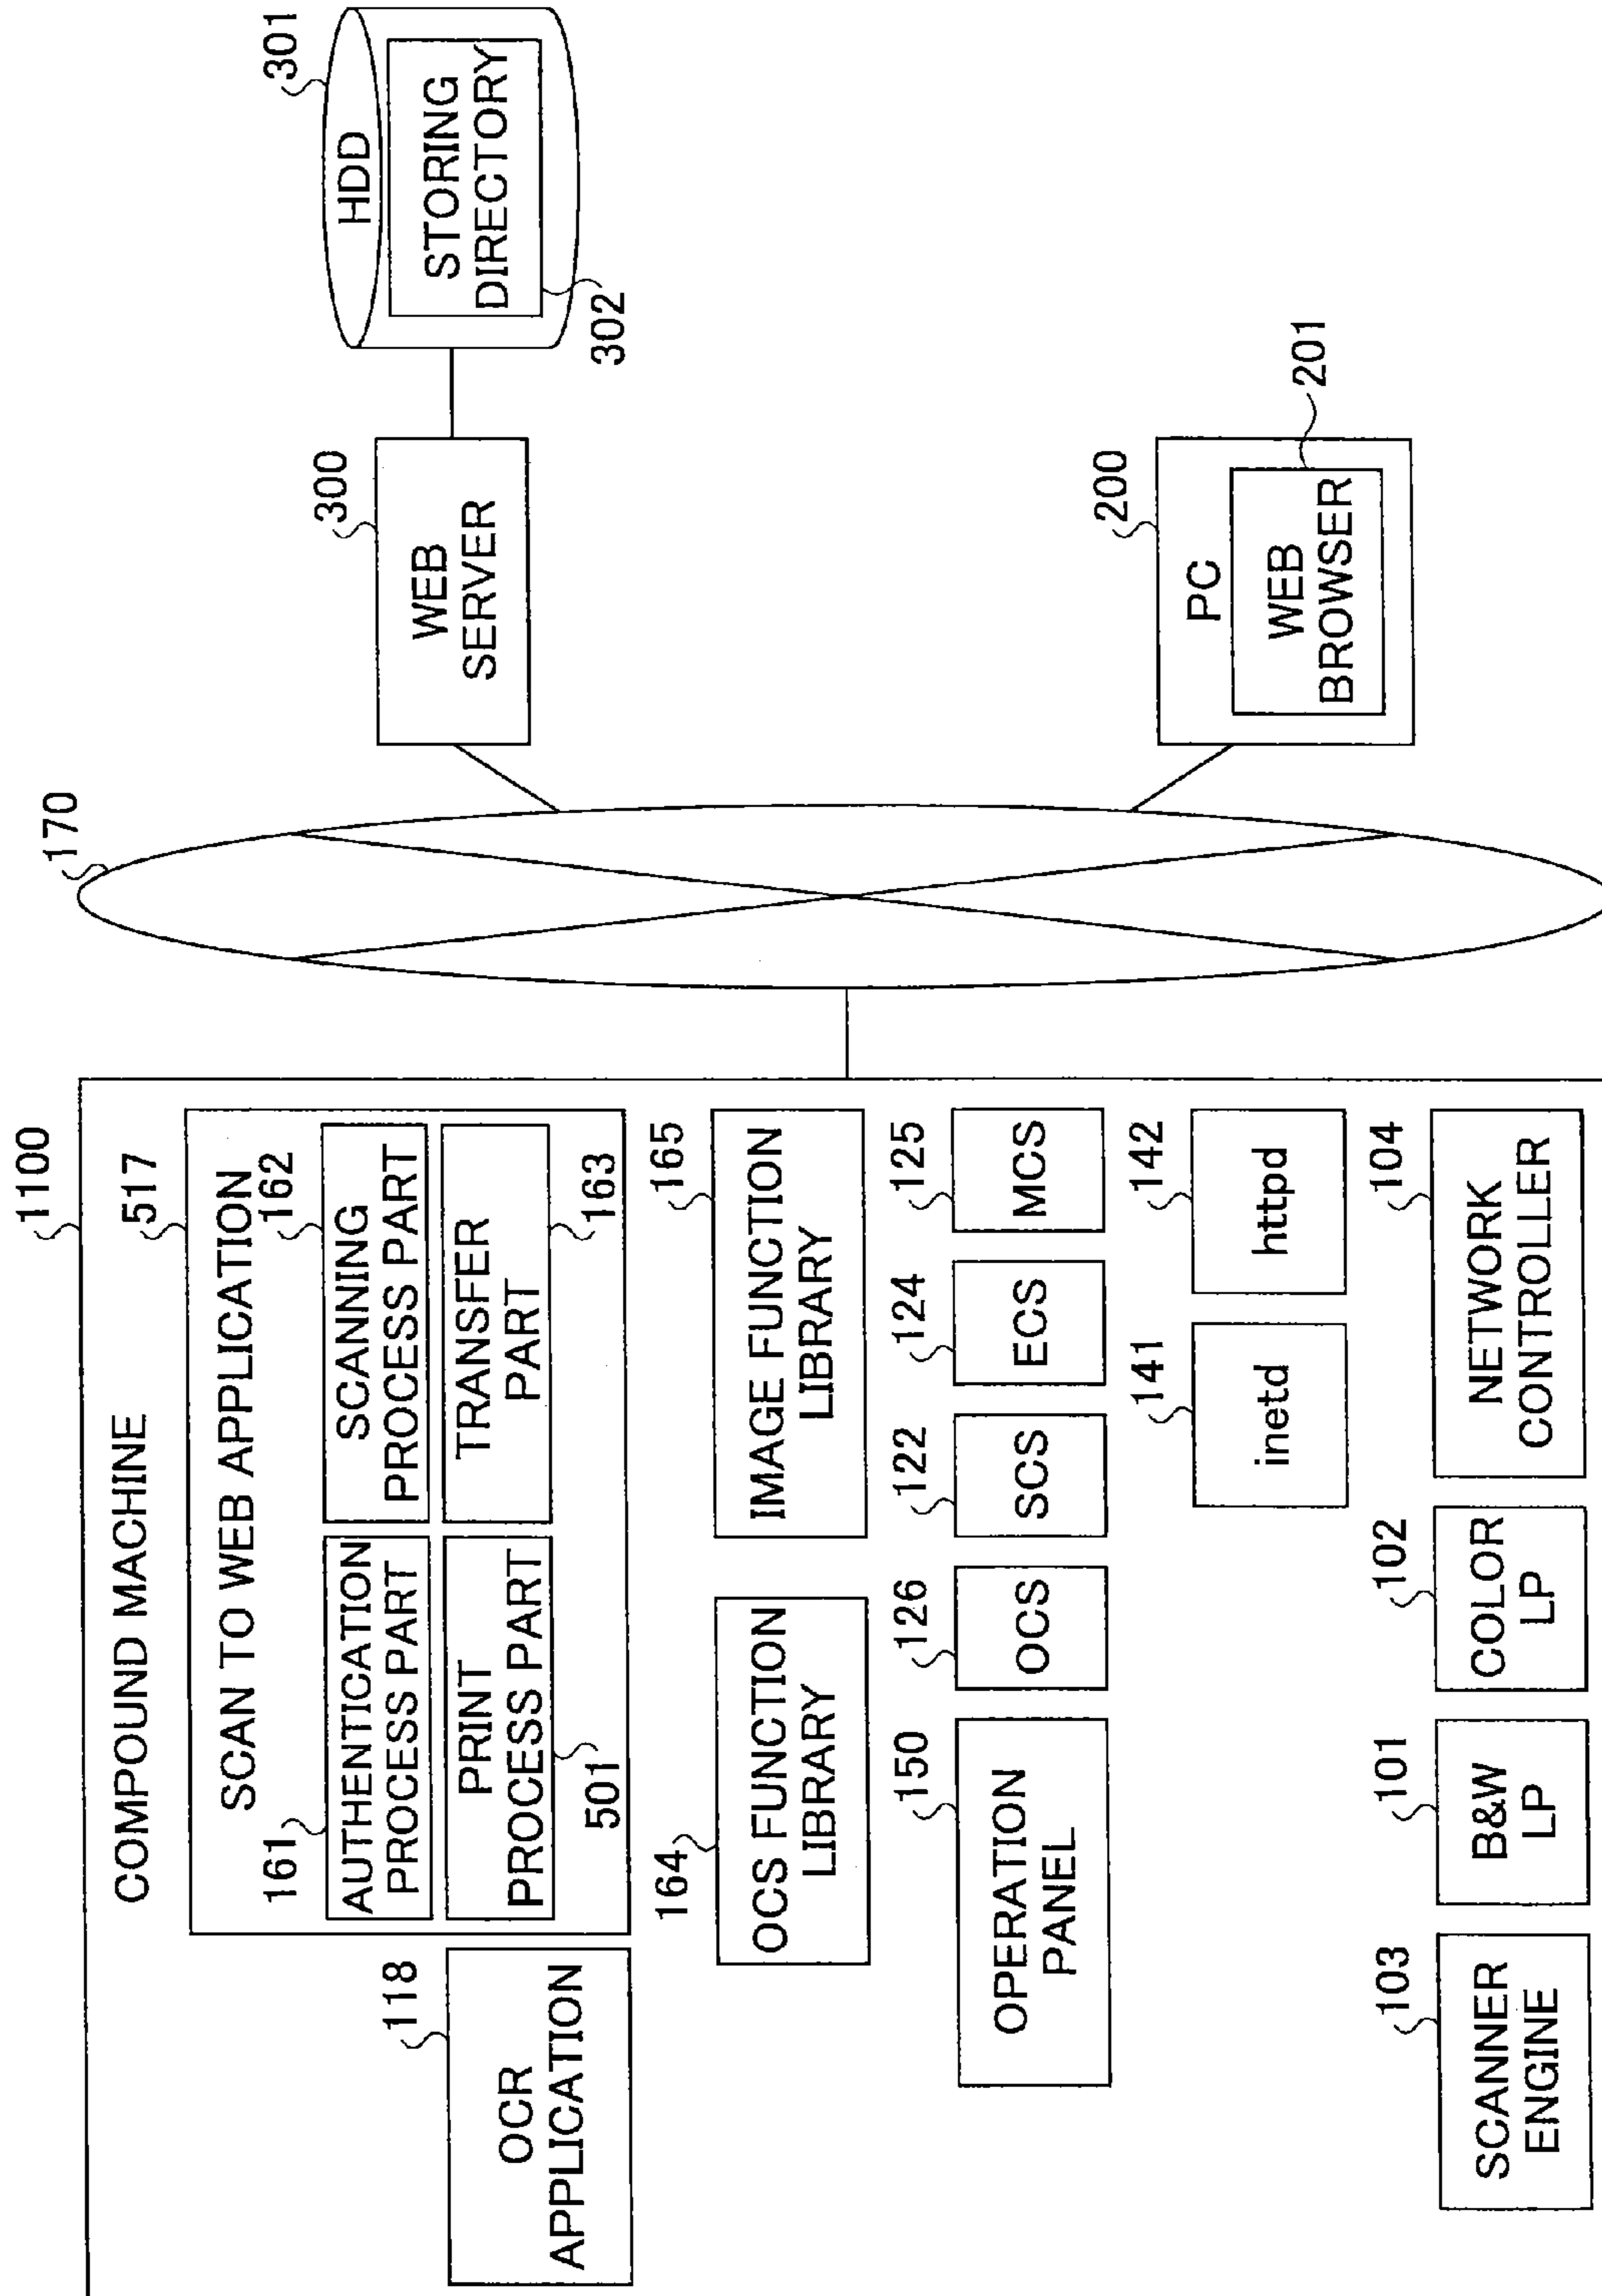 1100
COMPOUND MACHINE
517
SCAN TO WEB APPLICATION
161
AUTHENTICATION
PROCESS PART
162
SCANNING
PROCESS PART
PRINT
PROCESS PART
501
TRANSFER
PART
163
118
OCR
APPLICATION
164
OCS FUNCTION
LIBRARY
165
IMAGE FUNCTION
LIBRARY
150
OPERATION
PANEL
126
OCS
122
SCS
124
ECS
125
MCS
141
inetd
142
httpd
103
SCANNER
ENGINE
101
B&W
LP
102
COLOR
LP
104
NETWORK
CONTROLLER
170
300
WEB
SERVER
301
HDD
STORING
DIRECTORY
302
200
PC
WEB
BROWSER
201